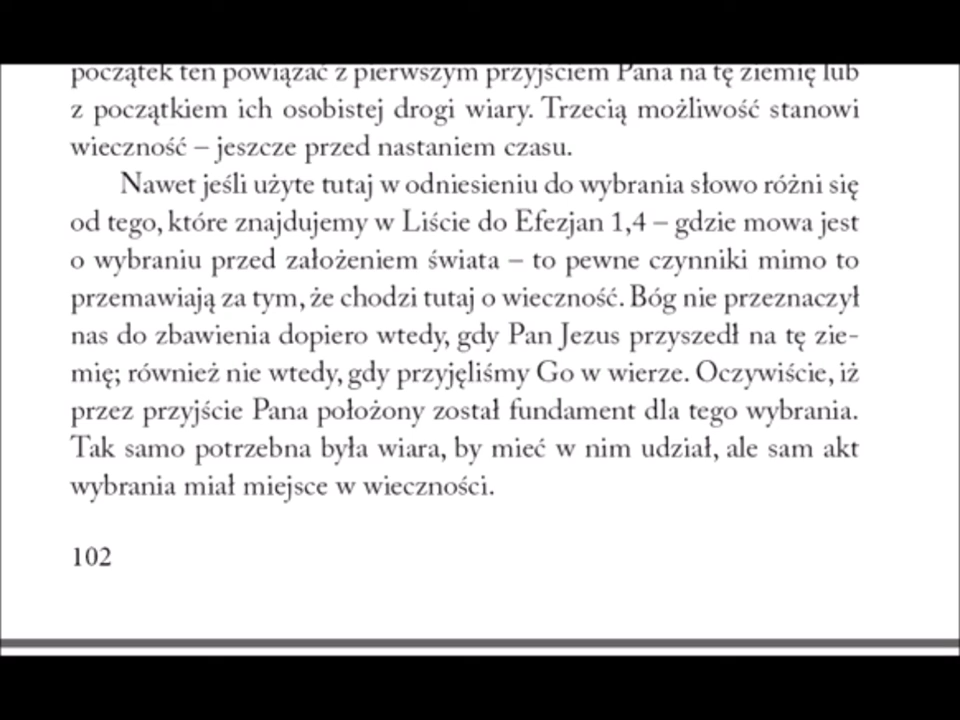 początek ten powiązać z pierwszym przyjściem Pana na tę ziemię lub
z początkiem ich osobistej drogi wiary. Trzecią możliwość stanowi
wieczność – jeszcze przed nastaniem czasu.
Nawet jeśli użyte tutaj w odniesieniu do wybrania słowo różni się
od tego, które znajdujemy w Liście do Efezjan 1,4 – gdzie mowa jest
o wybraniu przed założeniem świata – to pewne czynniki mimo to
przemawiają za tym, że chodzi tutaj o wieczność. Bóg nie przeznaczył
nas do zbawienia dopiero wtedy, gdy Pan Jezus przyszedł na tę zie-
mię; również nie wtedy, gdy przyjęliśmy Go w wierze. Oczywiście, iż
przez przyjście Pana położony został fundament dla tego wybrania.
Tak samo potrzebna była wiara, by mieć w nim udział, ale sam akt
wybrania miał miejsce w wieczności.
102